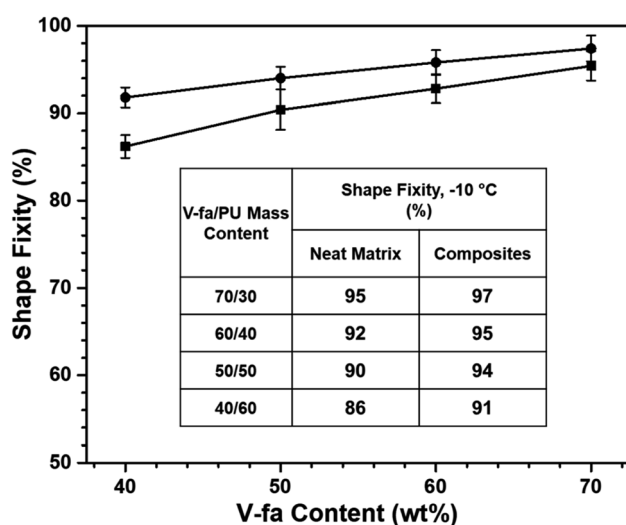 100
90
80
70
60
50
Shape Fixity (%)
V-fa/PU Mass
Content
Shape Fixity, -10 °C
(%)
Neat Matrix Composites
70/30 95 97
60/40 92 95
50/50 90 94
40/60 86 91
40 50 60 70
V-fa Content (wt%)